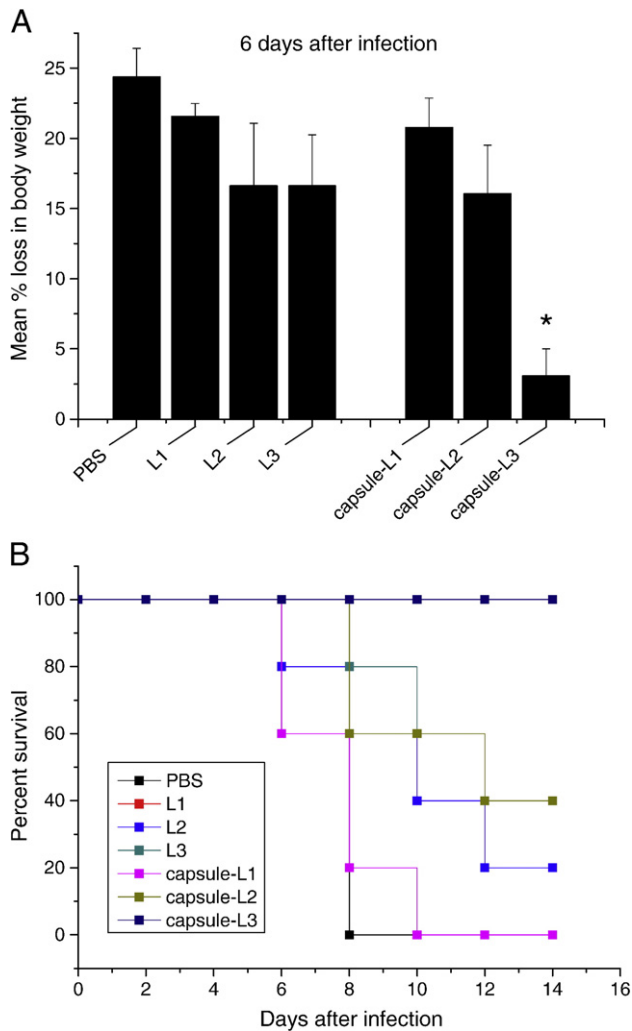 A
6 days after infection
Mean % loss in body weight
25
20
15
10
5
0
PBS
L1
L2
L3
capsule-L1
capsule-L2
capsule-L3
*
B
Percent survival
100
80
60
40
20
0
PBS
L1
L2
L3
capsule-L1
capsule-L2
capsule-L3
0 2 4 6 8 10 12 14 16
Days after infection